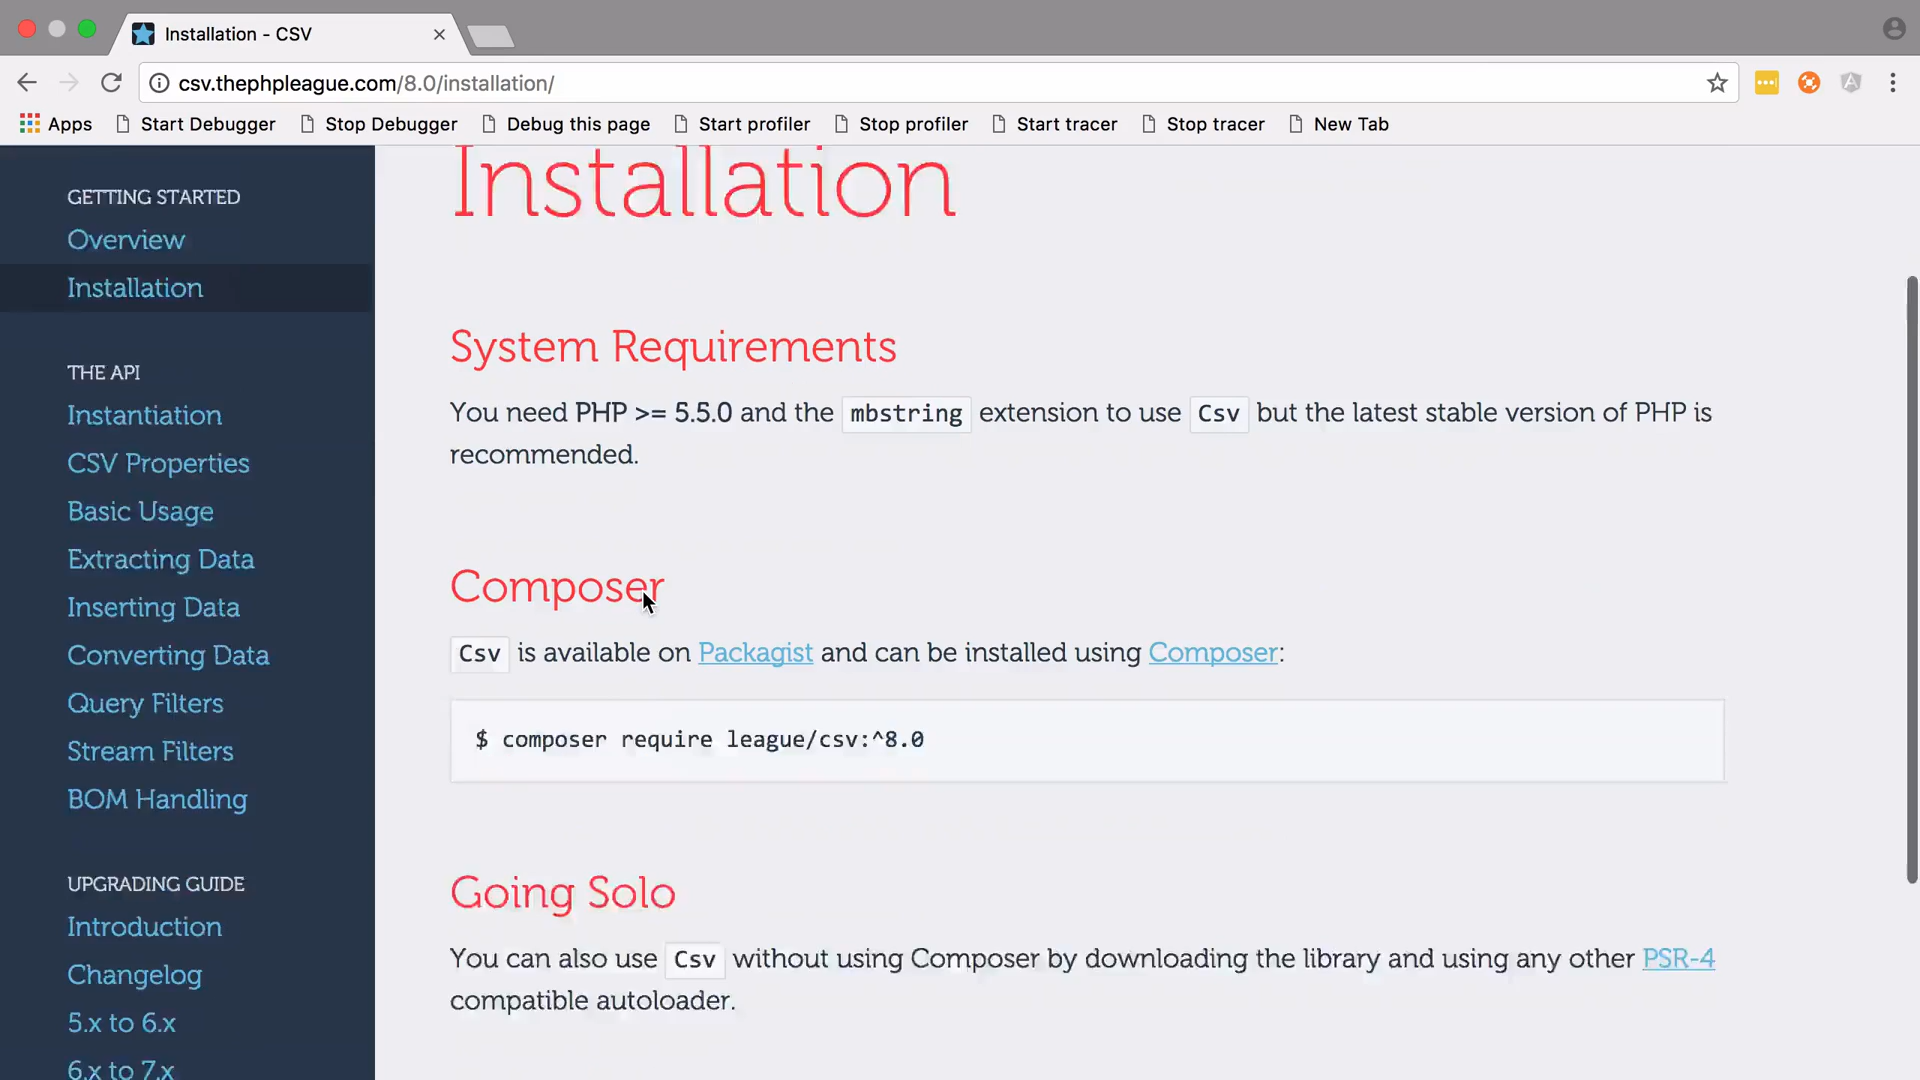 Installation - CSV
csv.thephpleague.com/8.0/installation/
Apps Start Debugger Stop Debugger Debug this page Start profiler Stop profiler Start tracer Stop tracer New Tab
GETTING STARTED
Overview
Installation
THE API
Instantiation
CSV Properties
Basic Usage
Extracting Data
Inserting Data
Converting Data
Query Filters
Stream Filters
BOM Handling
UPGRADING GUIDE
Introduction
Changelog
5.x to 6.x
6.x to 7.x
Installation
System Requirements
You need PHP >= 5.5.0 and the mbstring extension to use Csv but the latest stable version of PHP is
recommended.
Composer
Csv is available on Packagist and can be installed using Composer:
$ composer require league/csv:^8.0
Going Solo
You can also use Csv without using Composer by downloading the library and using any other PSR-4
compatible autoloader.